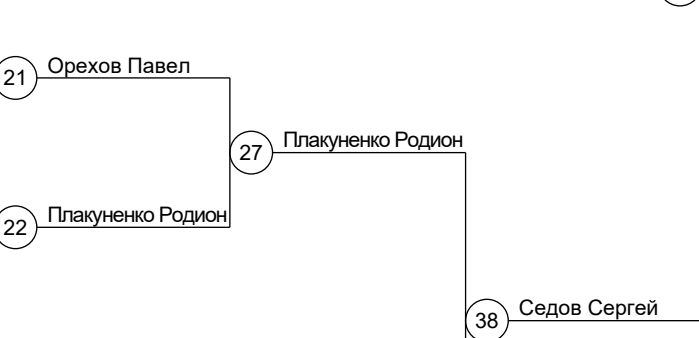 21 Орехов Павел
27 Плакуненко Родион
22 Плакуненко Родион
38 Седов Сергей